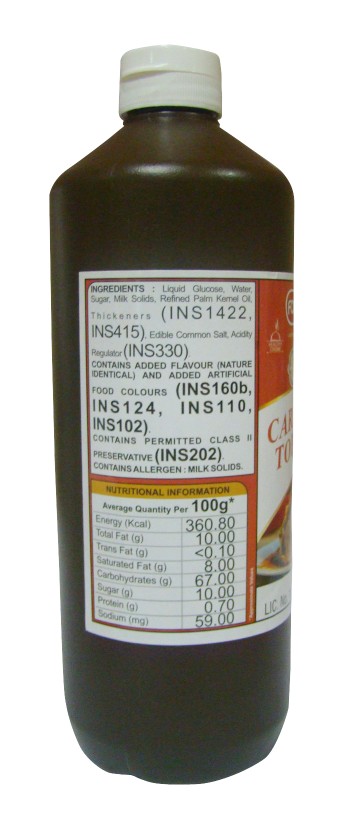 INGREDIENTS : Liquid Glucose, Water,
Sugar, Milk Solids, Refined Palm Kernel Oil,
Thickeners (INS1422,
INS415). Edible Common Salt, Acidity
Regulator (INS330)
CONTAINS ADDED FLAVOUR (NATURE
IDENTICAL) AND ADDED ARTIFICIAL
FOOD COLOURS (INS160b,
INS124, INS110,
INS102).
CONTAINS PERMITTED CLASS II
PRESERVATIVE (INS202).
CONTAINS ALLERGEN : MILK SOLIDS.
NUTRITIONAL INFORMATION
Average Quantity Per 100g*
Energy (Kcal) 360.80
Total Fat (g) 10.00
Trans Fat (g) <0.10
Saturated Fat (g) 8.00
Carbohydrates (g) 67.00
Sugar (g) 10.00
Protein (g) 0.70
Sodium (mg) 59.00
CAR
TO
LIC. No.